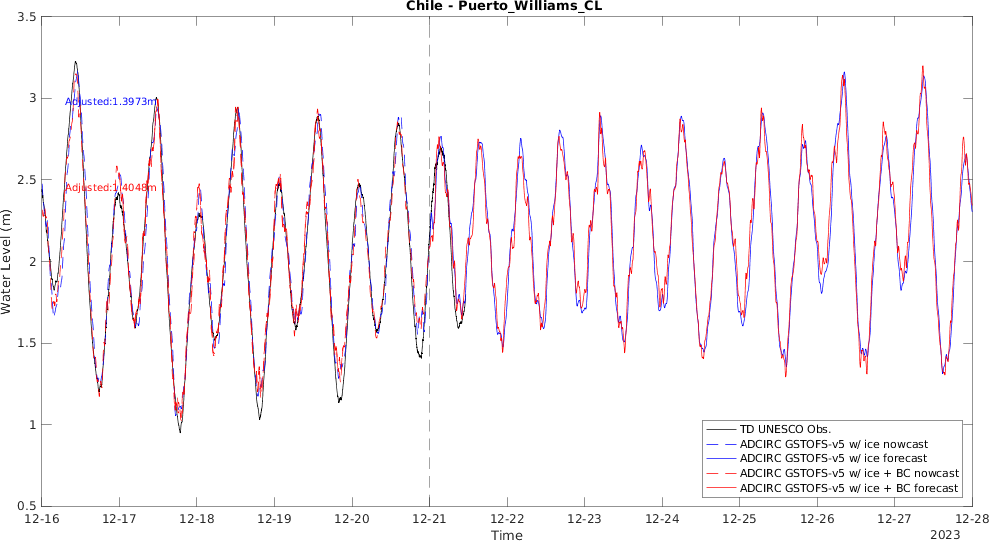 Chile - Puerto_Williams_CL
3.5
3
2.5
2
1.5
1
0.5
Water Level (m)
Adjusted:1.3973m
Adjusted:1.4048m
TD UNESCO Obs.
ADCIRC GSTOFS-v5 w/ ice nowcast
ADCIRC GSTOFS-v5 w/ ice forecast
ADCIRC GSTOFS-v5 w/ ice + BC nowcast
ADCIRC GSTOFS-v5 w/ ice + BC forecast
12-16 12-17 12-18 12-19 12-20 12-21 12-22 12-23 12-24 12-25 12-26 12-27 12-28
Time
2023